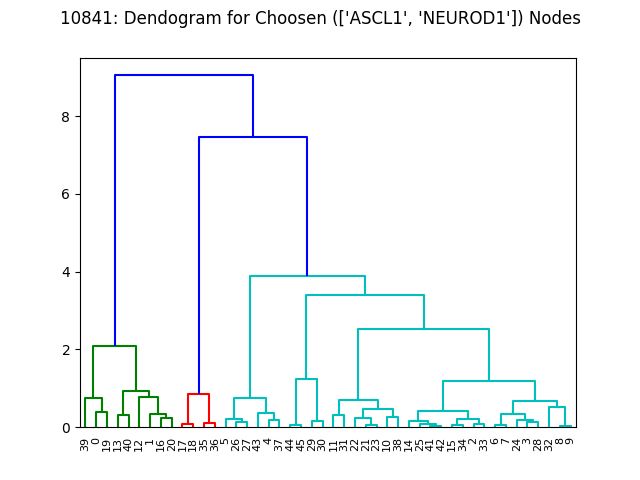 10841: Dendogram for Choosen (['ASCL1', 'NEUROD1']) Nodes
8
6
4
2
0
39 0 19 13 40 12 1 16 20 17 18 35 36 5 26 27 43 4 37 44 45 29 30 11 31 22 21 23 10 38 14 25 41 42 15 34 2 33 6 7 24 3 28 32 8 9